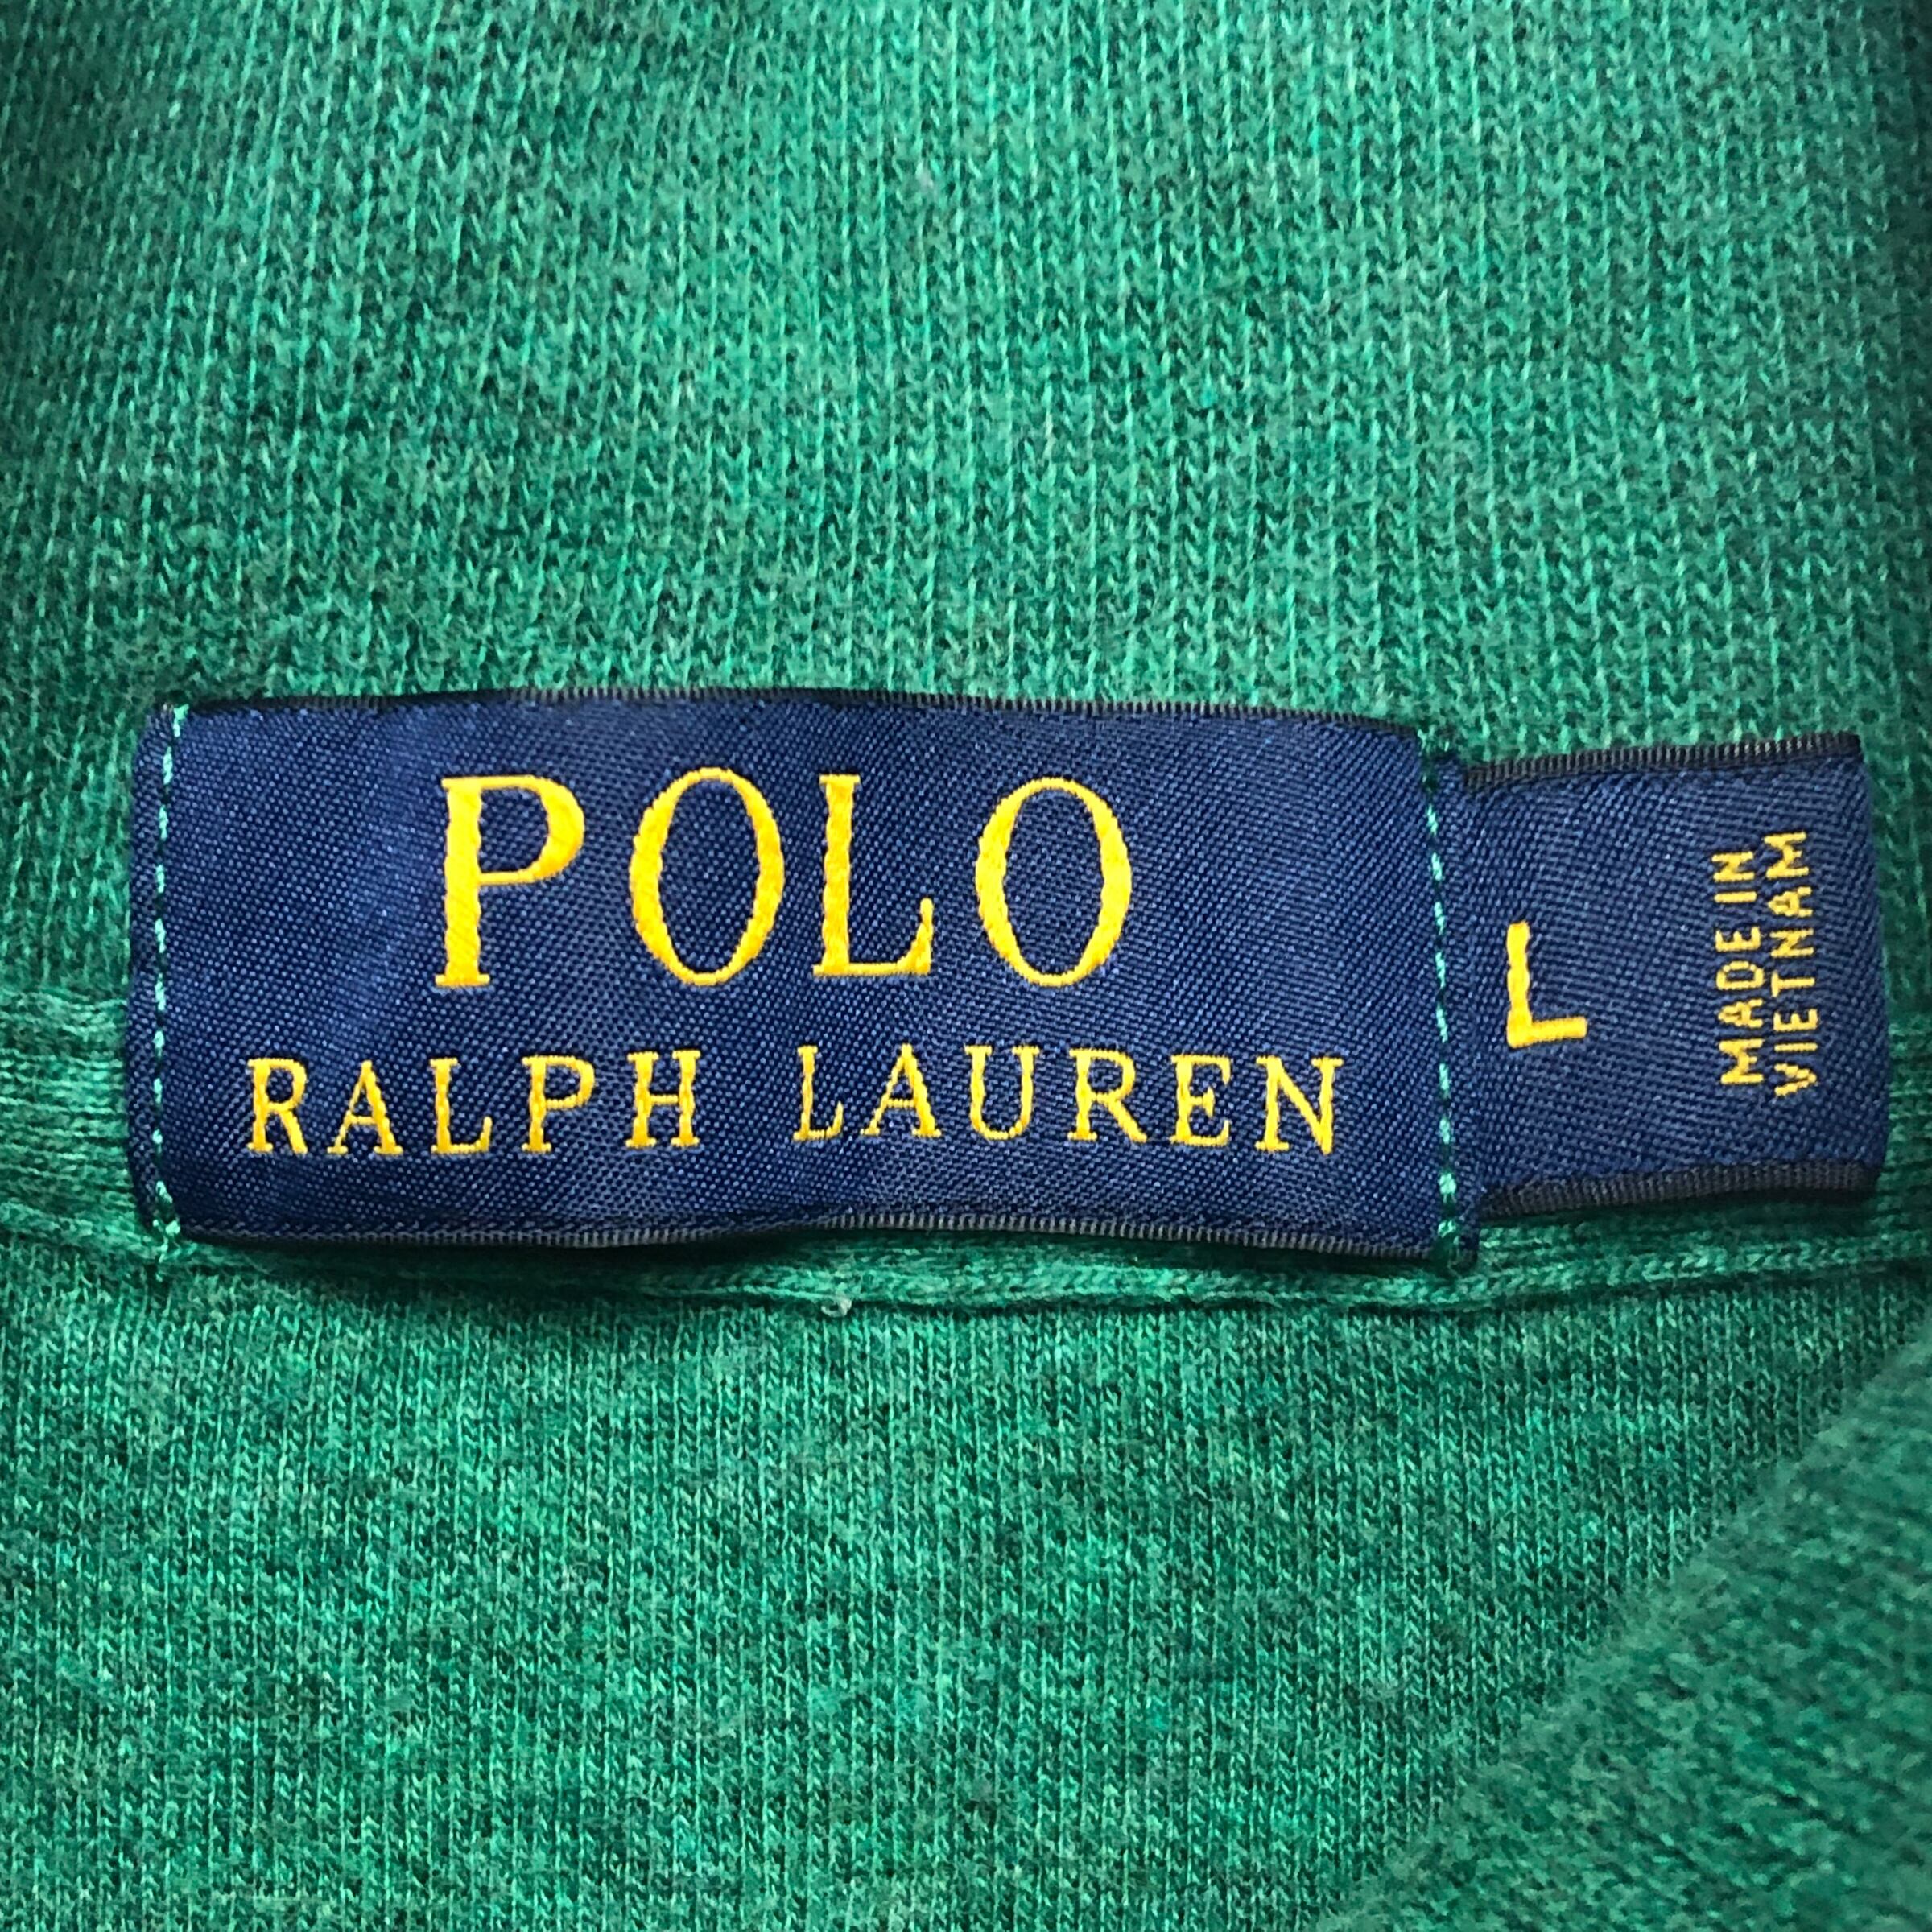 POLO
RALPH LAUREN
L
MADE IN
VIETNAM